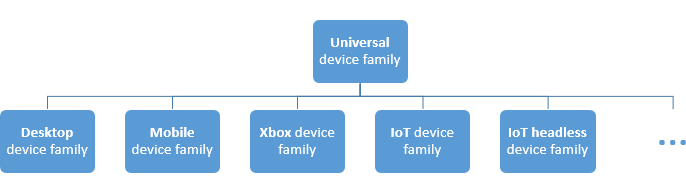 Universal
device family
Desktop
device family
Mobile
device family
Xbox device
family
IoT device
family
IoT headless
device family
...